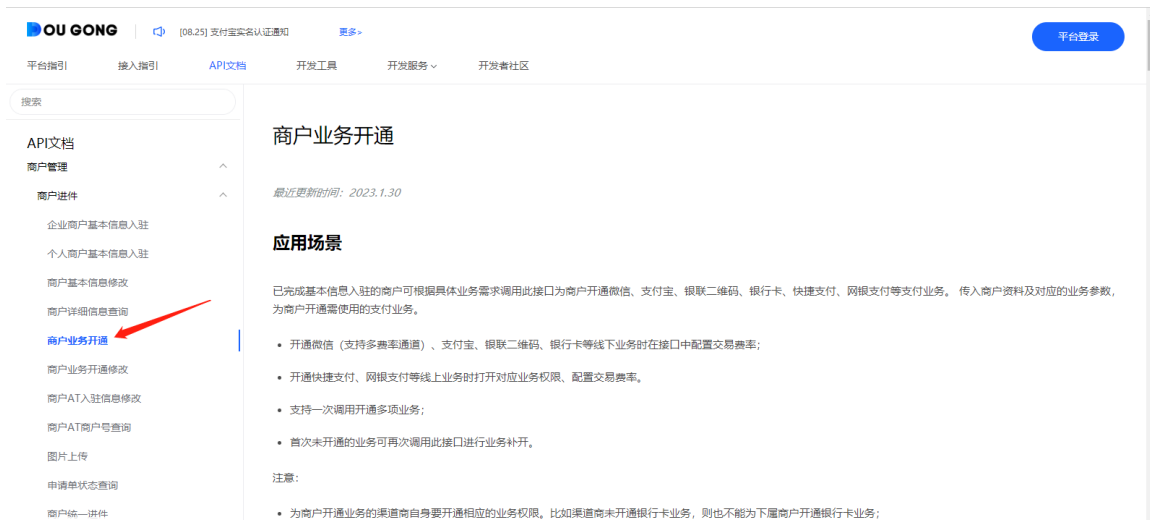 DOU GONG
[08.25] 支付宝实名认证通知
更多>
平台登录
平台指引
接入指引
API文档
开发工具
开发服务
开发者社区
搜索
API文档
商户管理
商户进件
企业商户基本信息入驻
个人商户基本信息入驻
商户基本信息修改
商户详细信息查询
商户业务开通
商户业务开通修改
商户AT入驻信息修改
商户AT商户号查询
图片上传
申请单状态查询
商户统一进件
商户业务开通
最近更新时间：2023.1.30
应用场景
已完成基本信息入驻的商户可根据具体业务需求调用此接口为商户开通微信、支付宝、银联二维码、银行卡、快捷支付、网银支付等支付业务。 传入商户资料及对应的业务参数，
为商户开通需使用的支付业务。
• 开通微信（支持多费率通道）、支付宝、银联二维码、银行卡等线下业务时在接口中配置交易费率；
• 开通快捷支付、网银支付等线上业务时打开对应业务权限、配置交易费率。
• 支持一次调用开通多项业务；
• 首次未开通的业务可再次调用此接口进行业务补开。
注意：
• 为商户开通业务的渠道商自身要开通相应的业务权限。比如渠道商未开通银行卡业务，则也不能为下属商户开通银行卡业务；